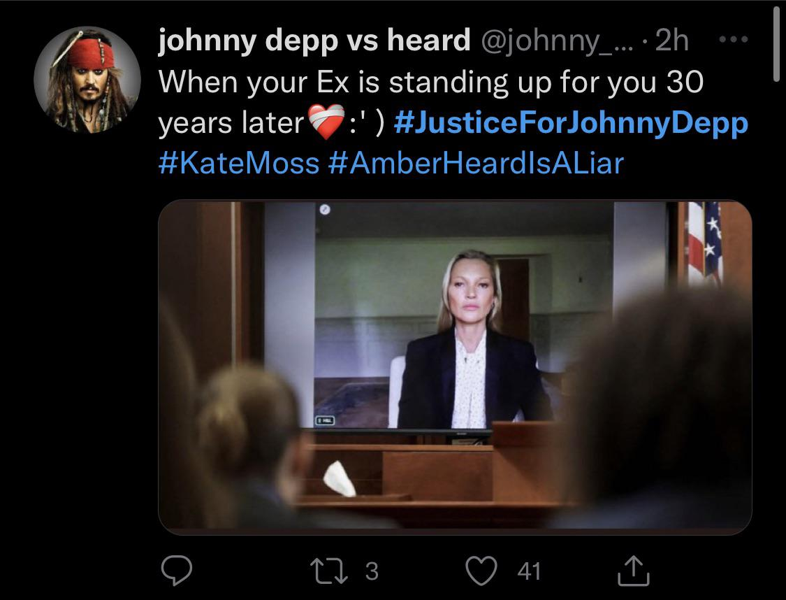 johnny depp vs heard @johnny_... · 2h
When your Ex is standing up for you 30
years later❤️‍🩹:' ) #JusticeForJohnnyDepp
#KateMoss #AmberHeardIsALiar
3 41